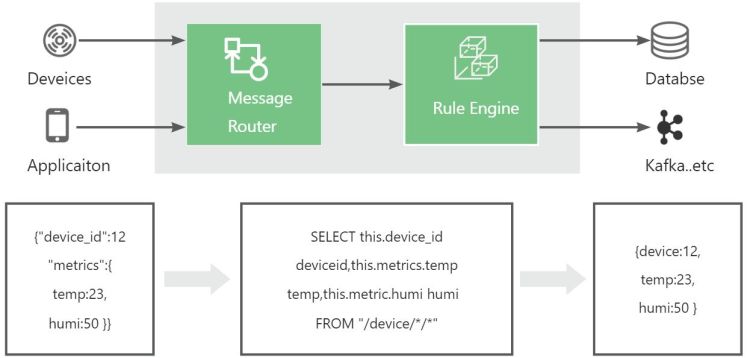 Deveices
Message
Router
Rule Engine
Databse
Applicaiton
Kafka..etc
{"device_id":12
"metrics":{
temp:23,
humi:50 }}
SELECT this.device_id
deviceid,this.metrics.temp
temp,this.metric.humi humi
FROM "/device/*/*"
{device:12,
temp:23,
humi:50 }